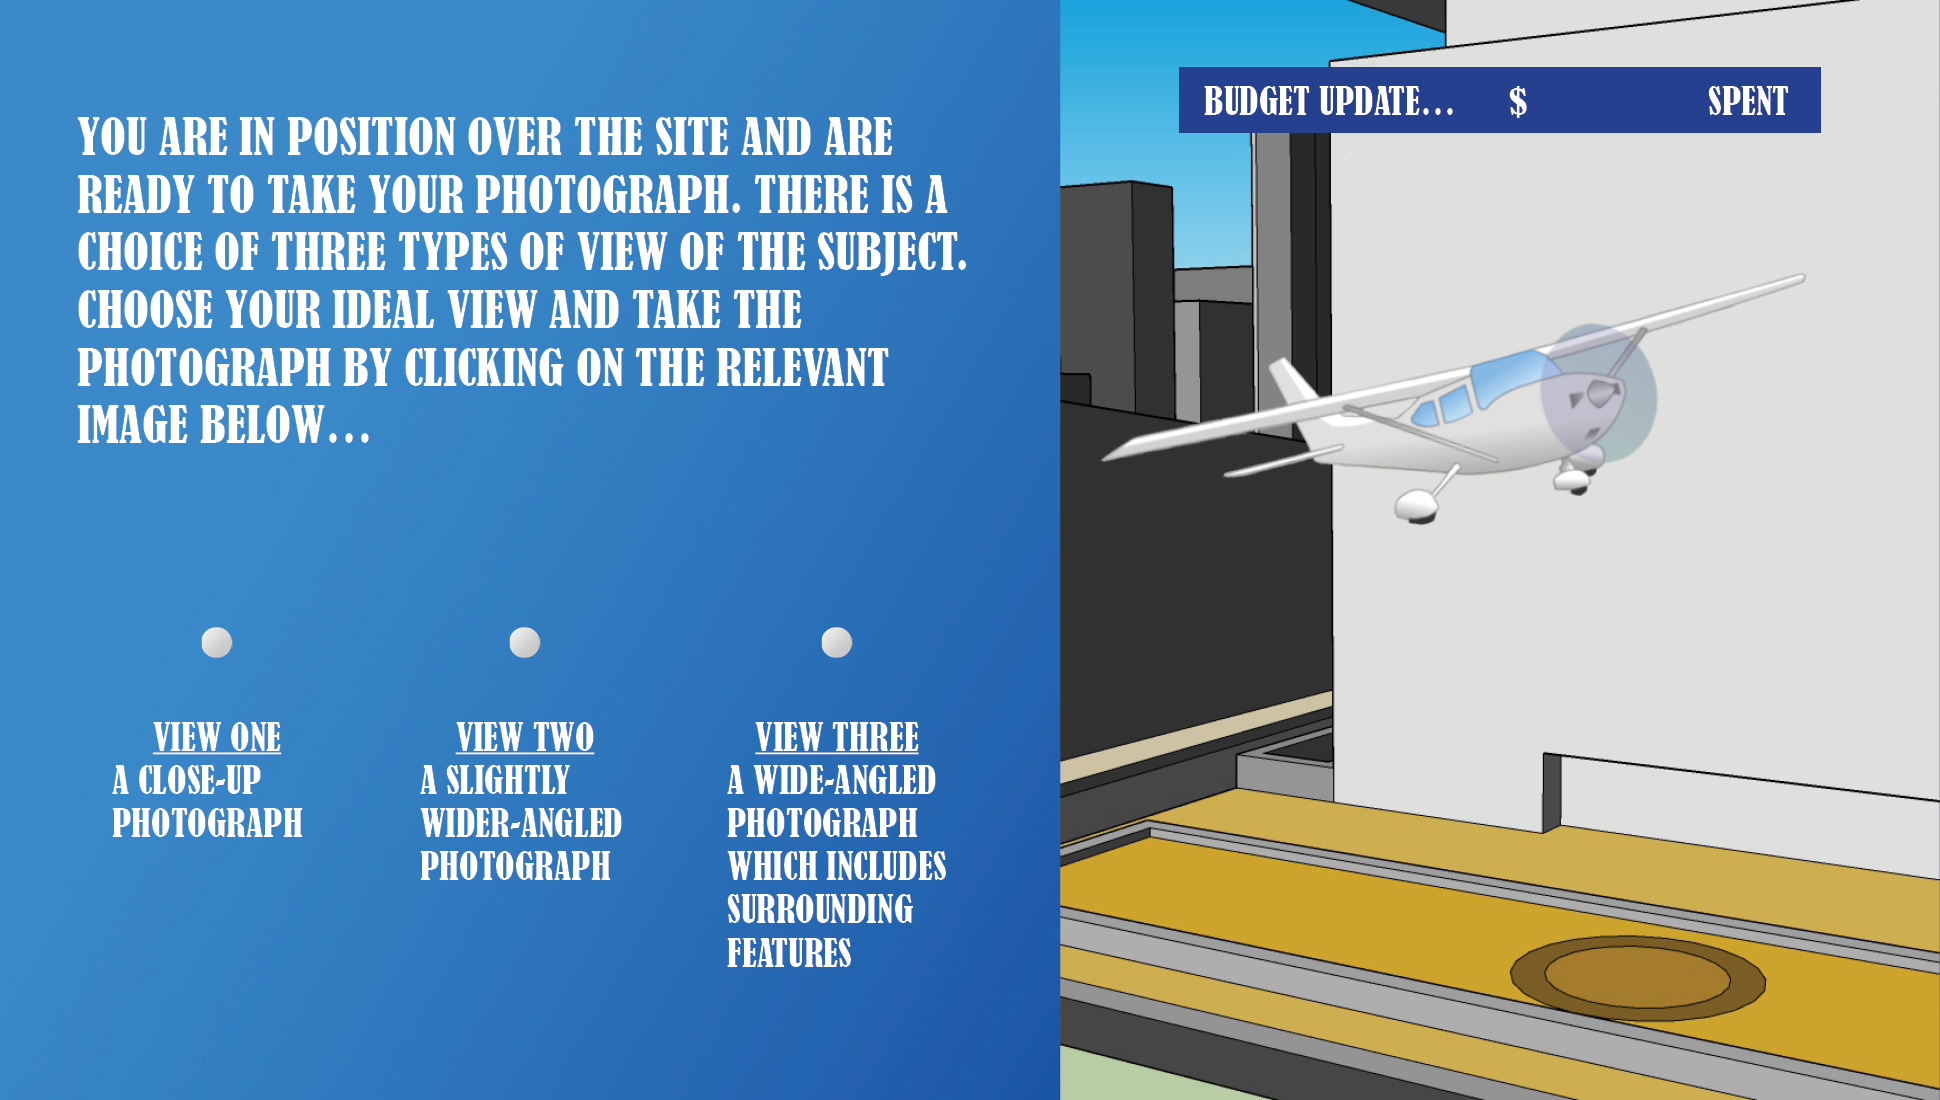 YOU ARE IN POSITION OVER THE SITE AND ARE
READY TO TAKE YOUR PHOTOGRAPH. THERE IS A
CHOICE OF THREE TYPES OF VIEW OF THE SUBJECT.
CHOOSE YOUR IDEAL VIEW AND TAKE THE
PHOTOGRAPH BY CLICKING ON THE RELEVANT
IMAGE BELOW...
BUDGET UPDATE... $ SPENT
VIEW ONE
A CLOSE-UP
PHOTOGRAPH
VIEW TWO
A SLIGHTLY
WIDER-ANGLED
PHOTOGRAPH
VIEW THREE
A WIDE-ANGLED
PHOTOGRAPH
WHICH INCLUDES
SURROUNDING
FEATURES